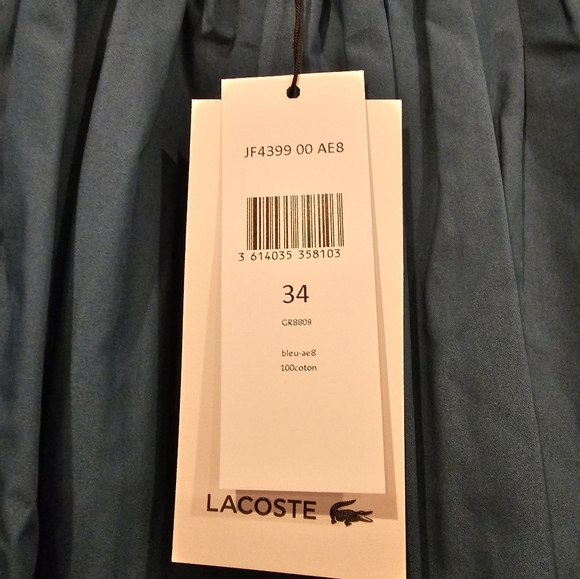 JF4399 00 AE8
3 614035 358103
34
GR8809
bleu-ae8
100coton
LACOSTE